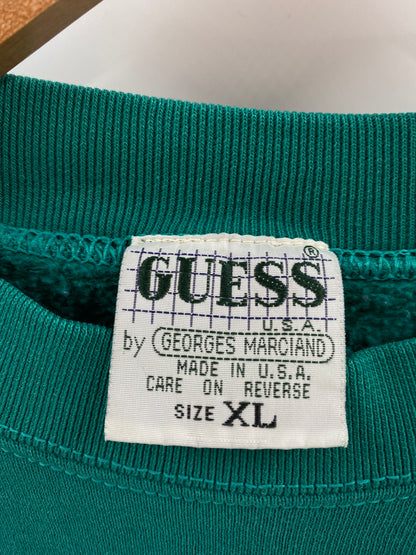 GUESS®
U.S.A.
by GEORGES MARCIANO
MADE IN U.S.A.
CARE ON REVERSE
SIZE XL